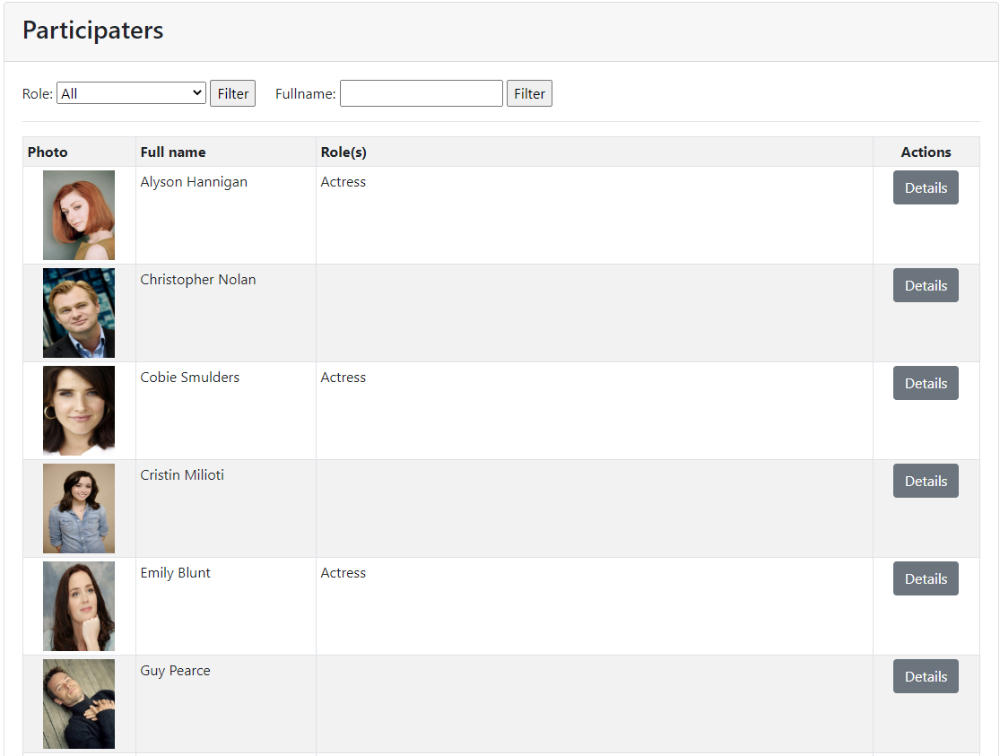 Participaters
Role: All Filter Fullname: Filter
Photo Full name Role(s) Actions
Alyson Hannigan Actress Details
Christopher Nolan Details
Cobie Smulders Actress Details
Cristin Milioti Details
Emily Blunt Actress Details
Guy Pearce Details